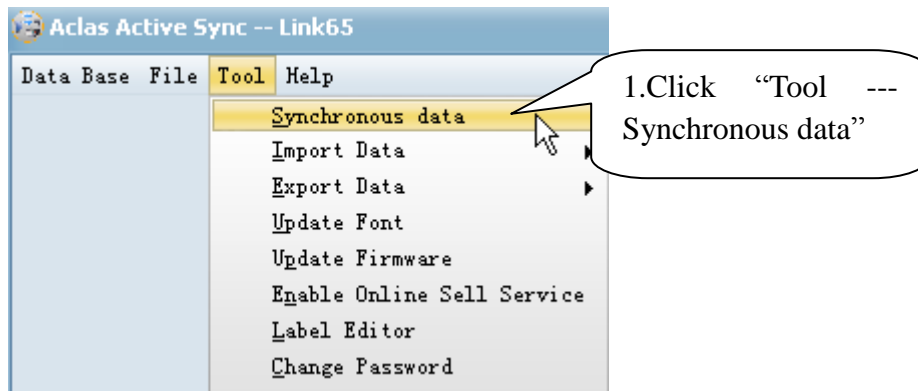 Aclas Active Sync -- Link65
Data Base File Tool Help
Synchronous data
1.Click “Tool ---
Synchronous data”
Import Data
Export Data
Update Font
Update Firmware
Enable Online Sell Service
Label Editor
Change Password